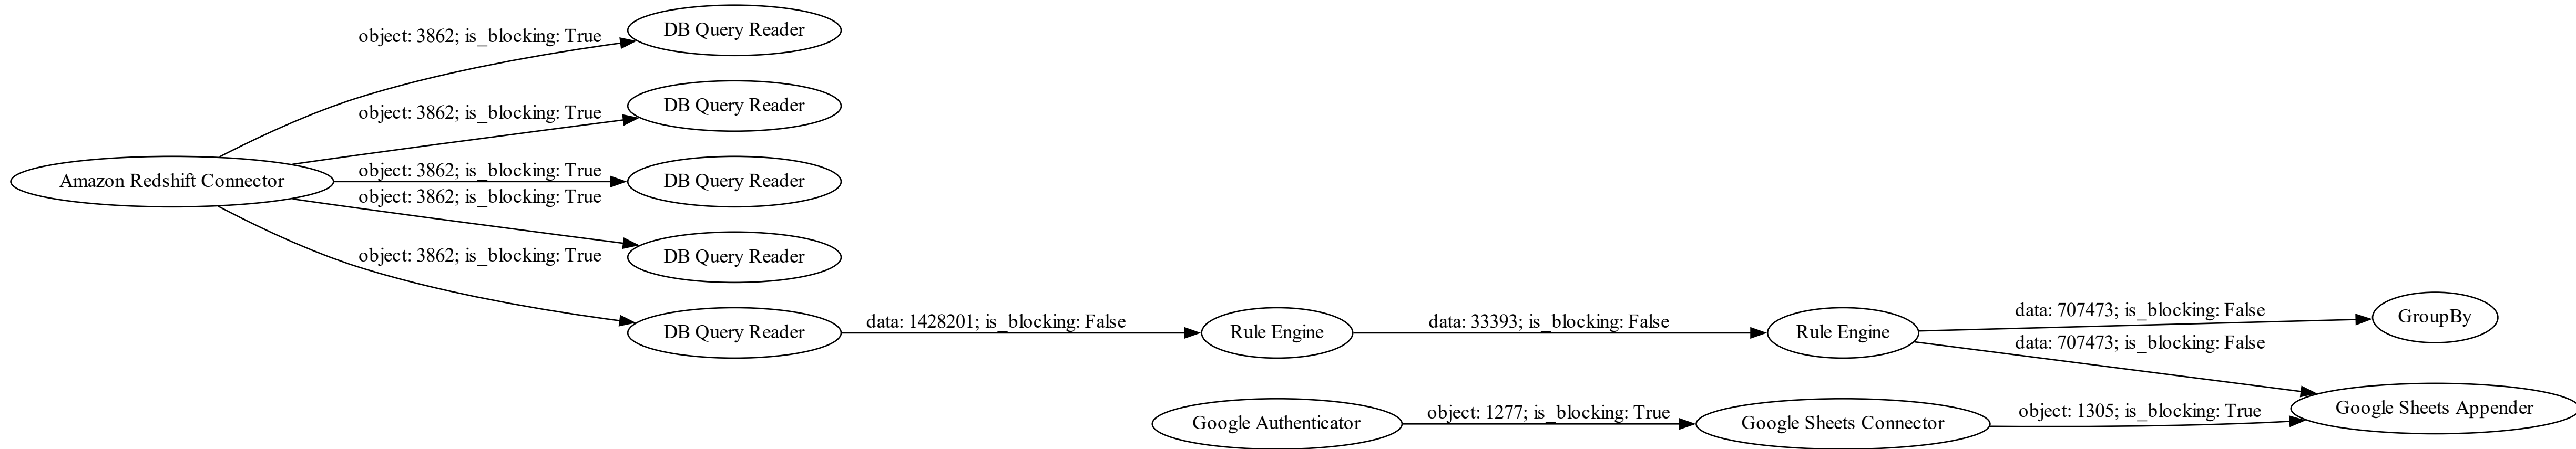 object: 3862; is_blocking: True
DB Query Reader
object: 3862; is_blocking: True
DB Query Reader
Amazon Redshift Connector
object: 3862; is_blocking: True
DB Query Reader
object: 3862; is_blocking: True
DB Query Reader
object: 3862; is_blocking: True
DB Query Reader
data: 1428201; is_blocking: False
Rule Engine
data: 33393; is_blocking: False
Rule Engine
data: 707473; is_blocking: False
GroupBy
data: 707473; is_blocking: False
Google Authenticator
object: 1277; is_blocking: True
Google Sheets Connector
object: 1305; is_blocking: True
Google Sheets Appender